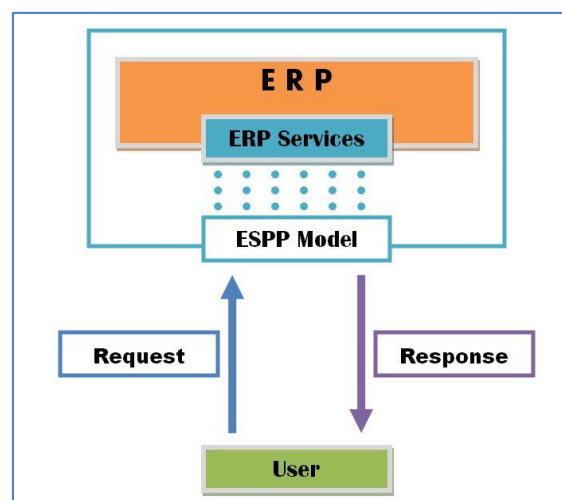 E R P
ERP Services
ESPP Model
Request
Response
User